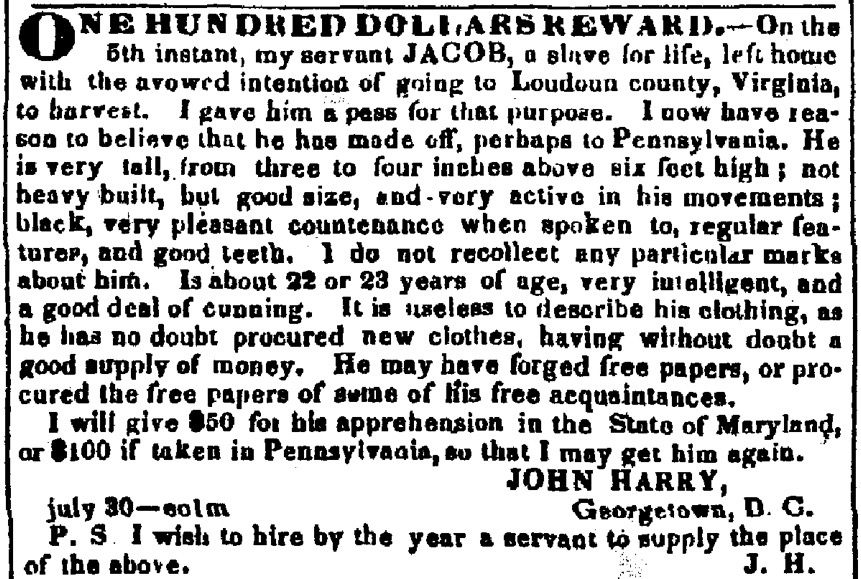 ONE HUNDRED DOLLARS REWARD.—On the
5th instant, my servant JACOB, a slave for life, left home
with the avowed intention of going to Loudoun county, Virginia,
to harvest. I gave him a pass for that purpose. I now have rea-
son to believe that he has made off, perhaps to Pennsylvania. He
is very tall, from three to four inches above six feet high; not
heavy built, but good size, and very active in his movements;
black, very pleasant countenance when spoken to, regular fea-
tures, and good teeth. I do not recollect any particular marks
about him. Is about 22 or 23 years of age, very intelligent, and
a good deal of cunning. It is useless to describe his clothing, as
he has no doubt procured new clothes, having without doubt a
good supply of money. He may have forged free papers, or pro-
cured the free papers of some of his free acquaintances.
I will give $50 for his apprehension in the State of Maryland,
or $100 if taken in Pennsylvania, so that I may get him again.
JOHN HARRY,
july 30—eo1m Georgetown, D. C.
P. S. I wish to hire by the year a servant to supply the place
of the above. J. H.